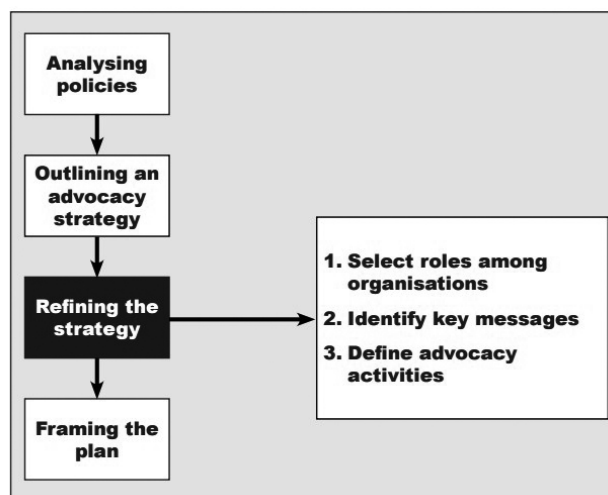 Analysing
policies
Outlining an
advocacy
strategy
Refining the
strategy
Framing the
plan
1. Select roles among
organisations
2. Identify key messages
3. Define advocacy
activities